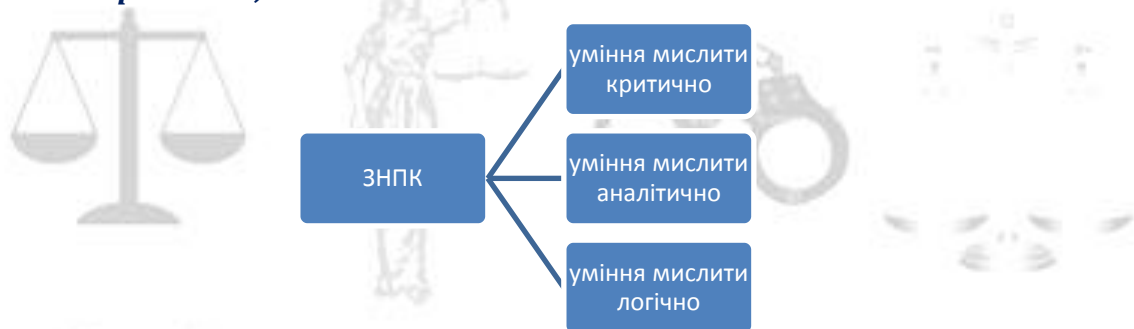 уміння мислити
критично
ЗНПК
уміння мислити
аналітично
уміння мислити
логічно